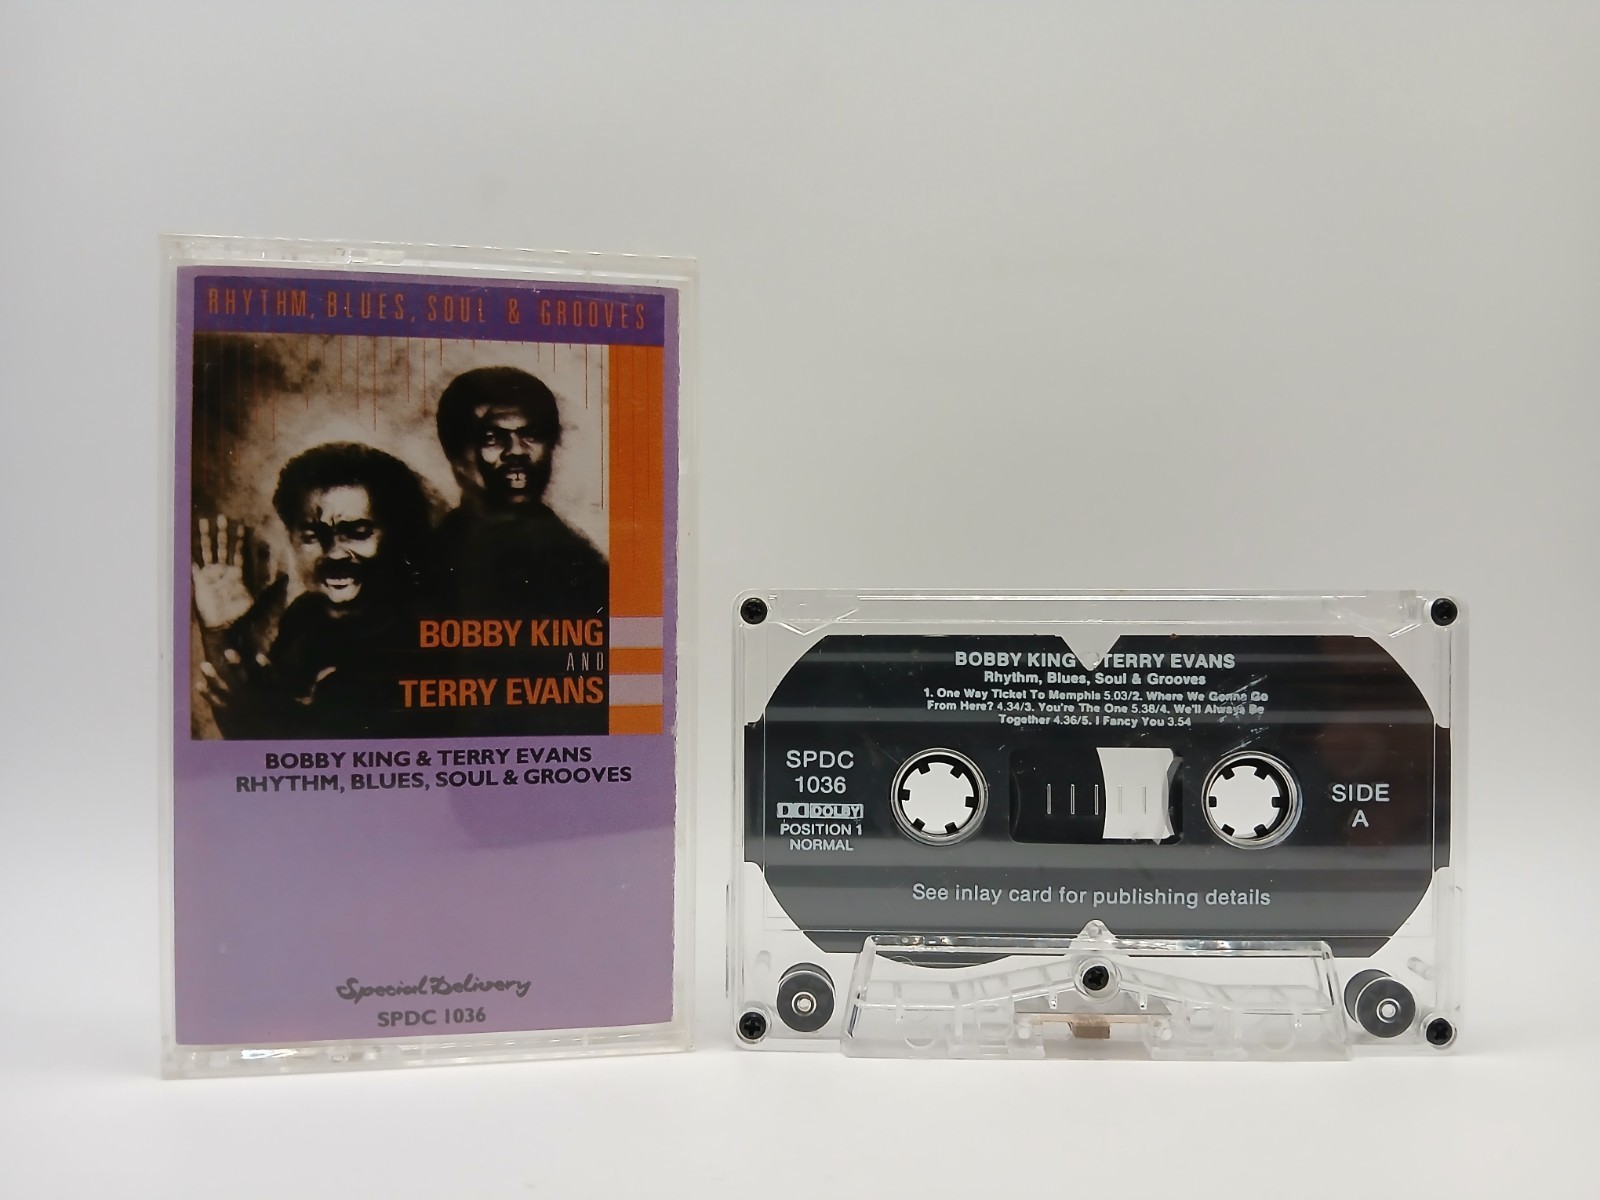 RHYTHM, BLUES, SOUL & GROOVES
BOBBY KING
AND
TERRY EVANS
BOBBY KING & TERRY EVANS
RHYTHM, BLUES, SOUL & GROOVES
Special Delivery
SPDC 1036
BOBBY KING TERRY EVANS
Rhythm, Blues, Soul & Grooves
1. One Way Ticket To Memphis 5.03/2. Where We Gonna Go
From Here? 4.34/3. You're The One 5.38/4. We'll Always Be
Together 4.36/5. I Fancy You 3.54
SPDC
1036
DOLBY
POSITION 1
NORMAL
SIDE
A
See inlay card for publishing details